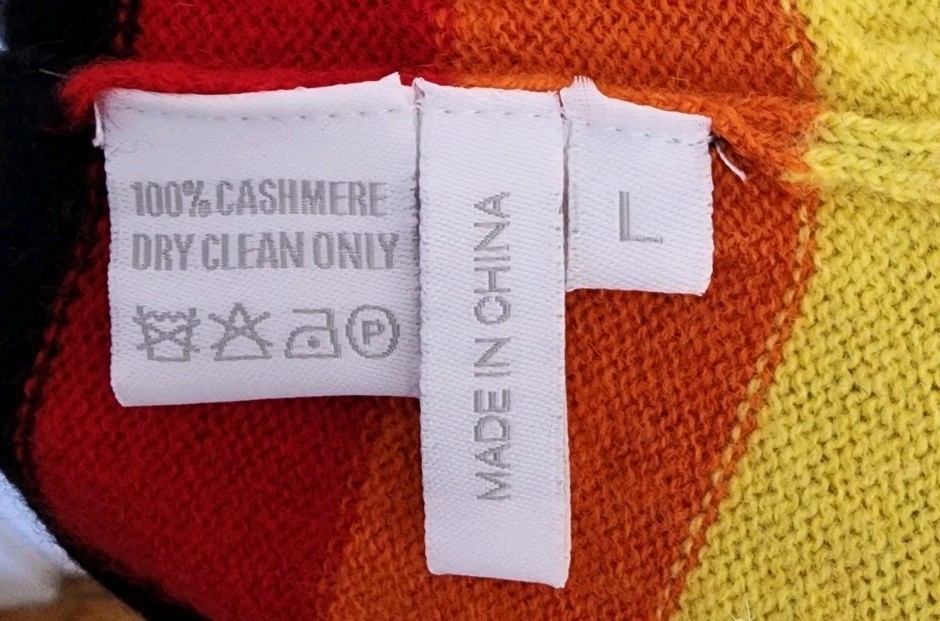 100% CASHMERE
DRY CLEAN ONLY
P
MADE IN CHINA
L